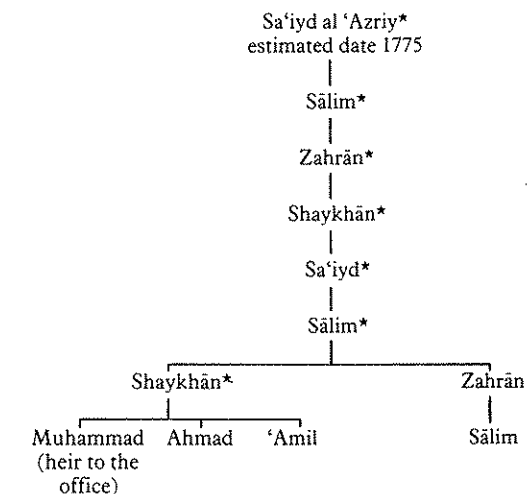 Sa‘iyd al ‘Azriy*
estimated date 1775
Sālim*
Zahrān*
Shaykhān*
Sa‘iyd*
Sālim*
Shaykhān* Zahrān
Muhammad Ahmad ‘Amil Sālim
(heir to the
office)